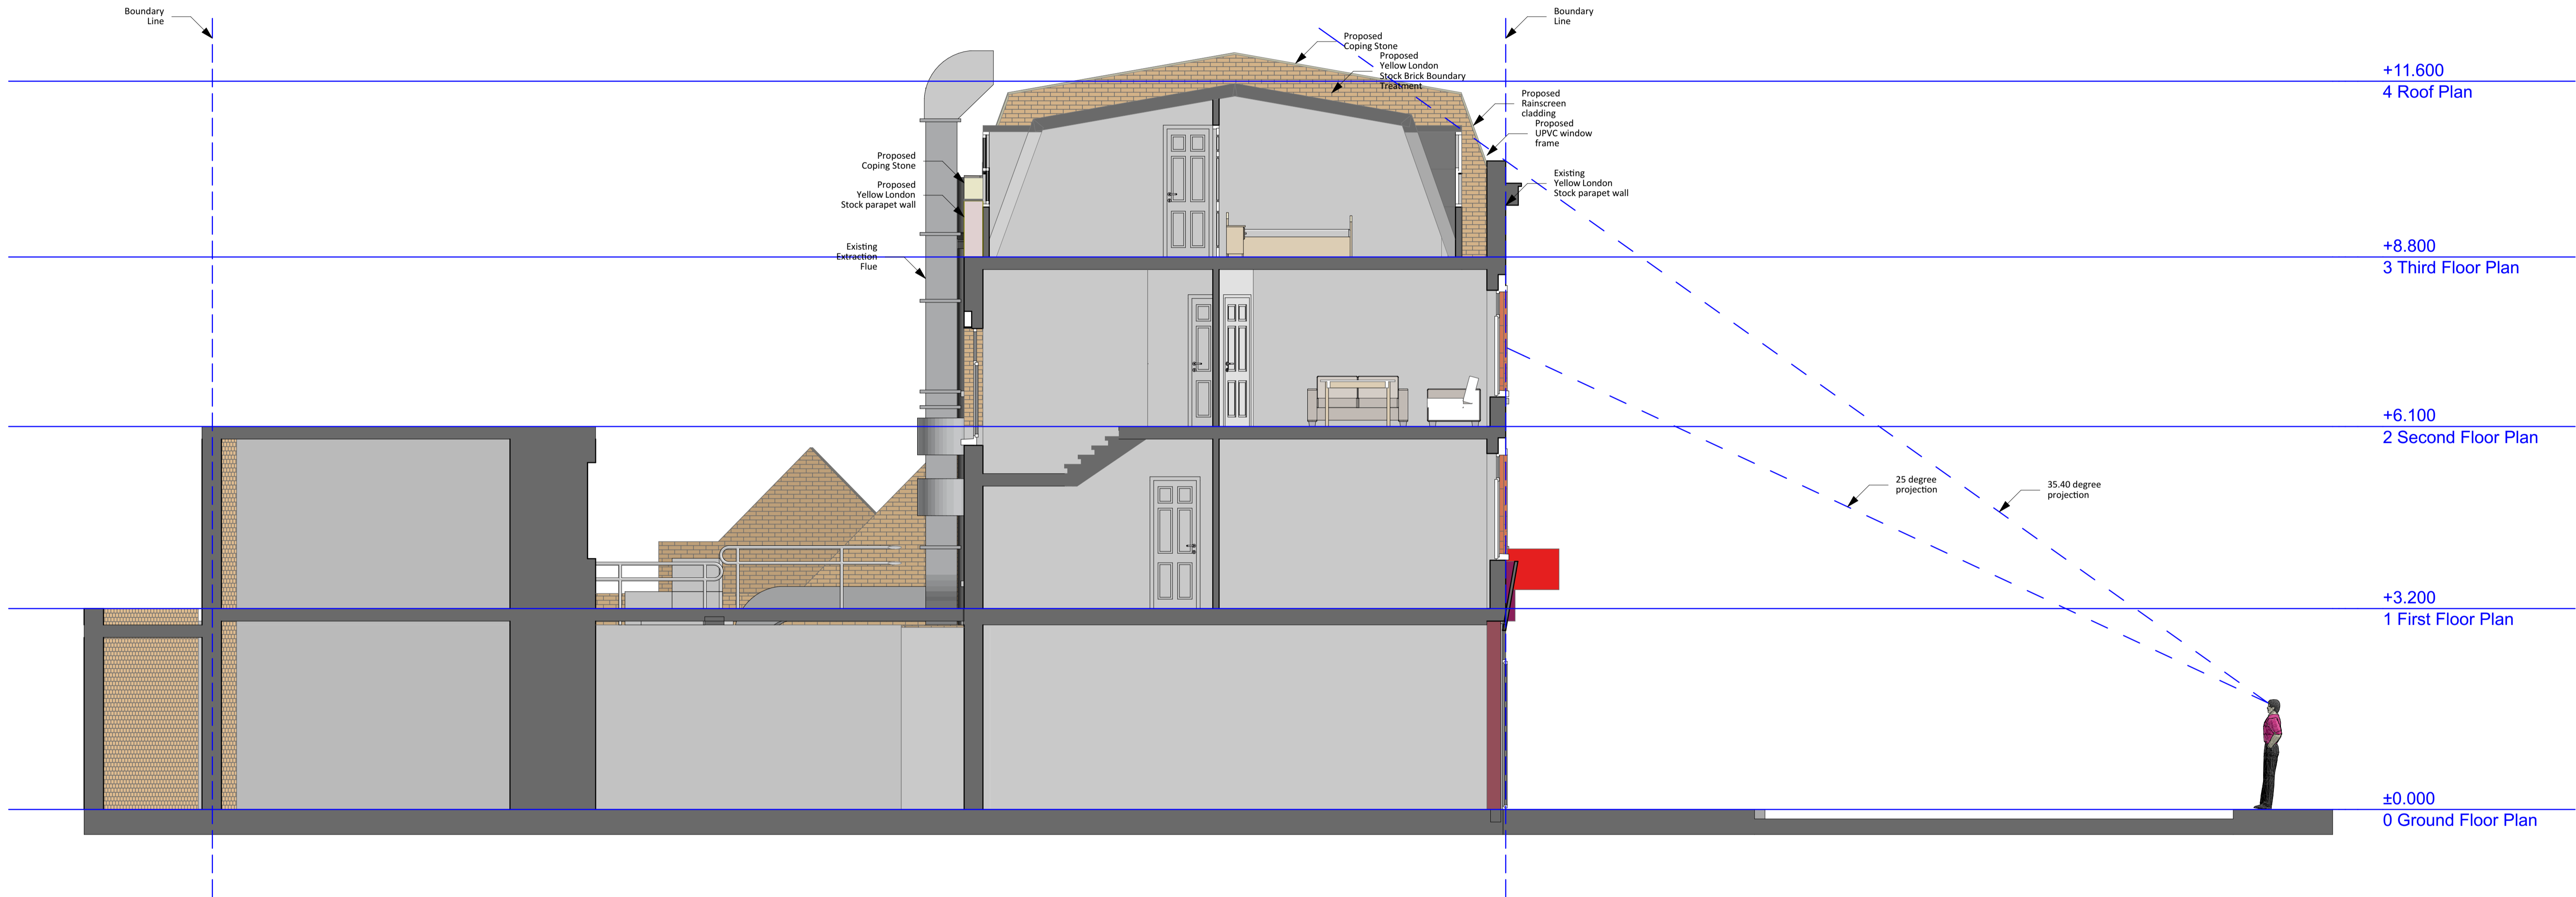 Boundary
Line
Boundary
Line
Proposed
Coping Stone
Proposed
Yellow London
Stock Brick Boundary
Treatment
+11.600
4 Roof Plan
Proposed
Rainscreen
cladding
Proposed
UPVC window
frame
Proposed
Coping Stone
Proposed
Yellow London
Stock parapet wall
Existing
Yellow London
Stock parapet wall
Existing
Extraction
Flue
+8.800
3 Third Floor Plan
+6.100
2 Second Floor Plan
25 degree
projection
35.40 degree
projection
+3.200
1 First Floor Plan
±0.000
0 Ground Floor Plan